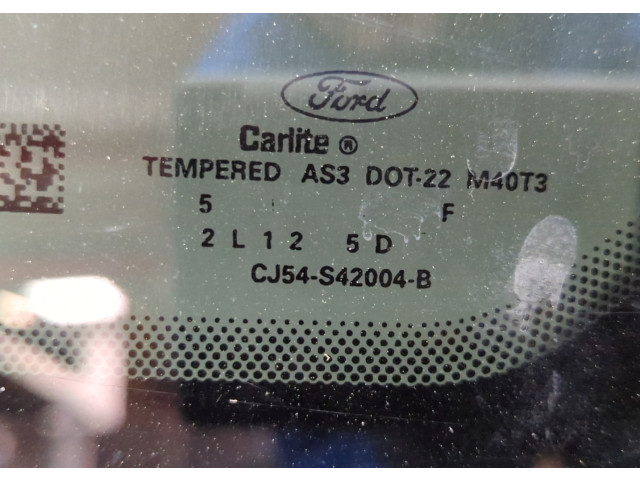 Ford
Carlite ®
TEMPERED AS3 DOT-22 M40T3
5 F
2 L 1 2 5 D
CJ54-S42004-B